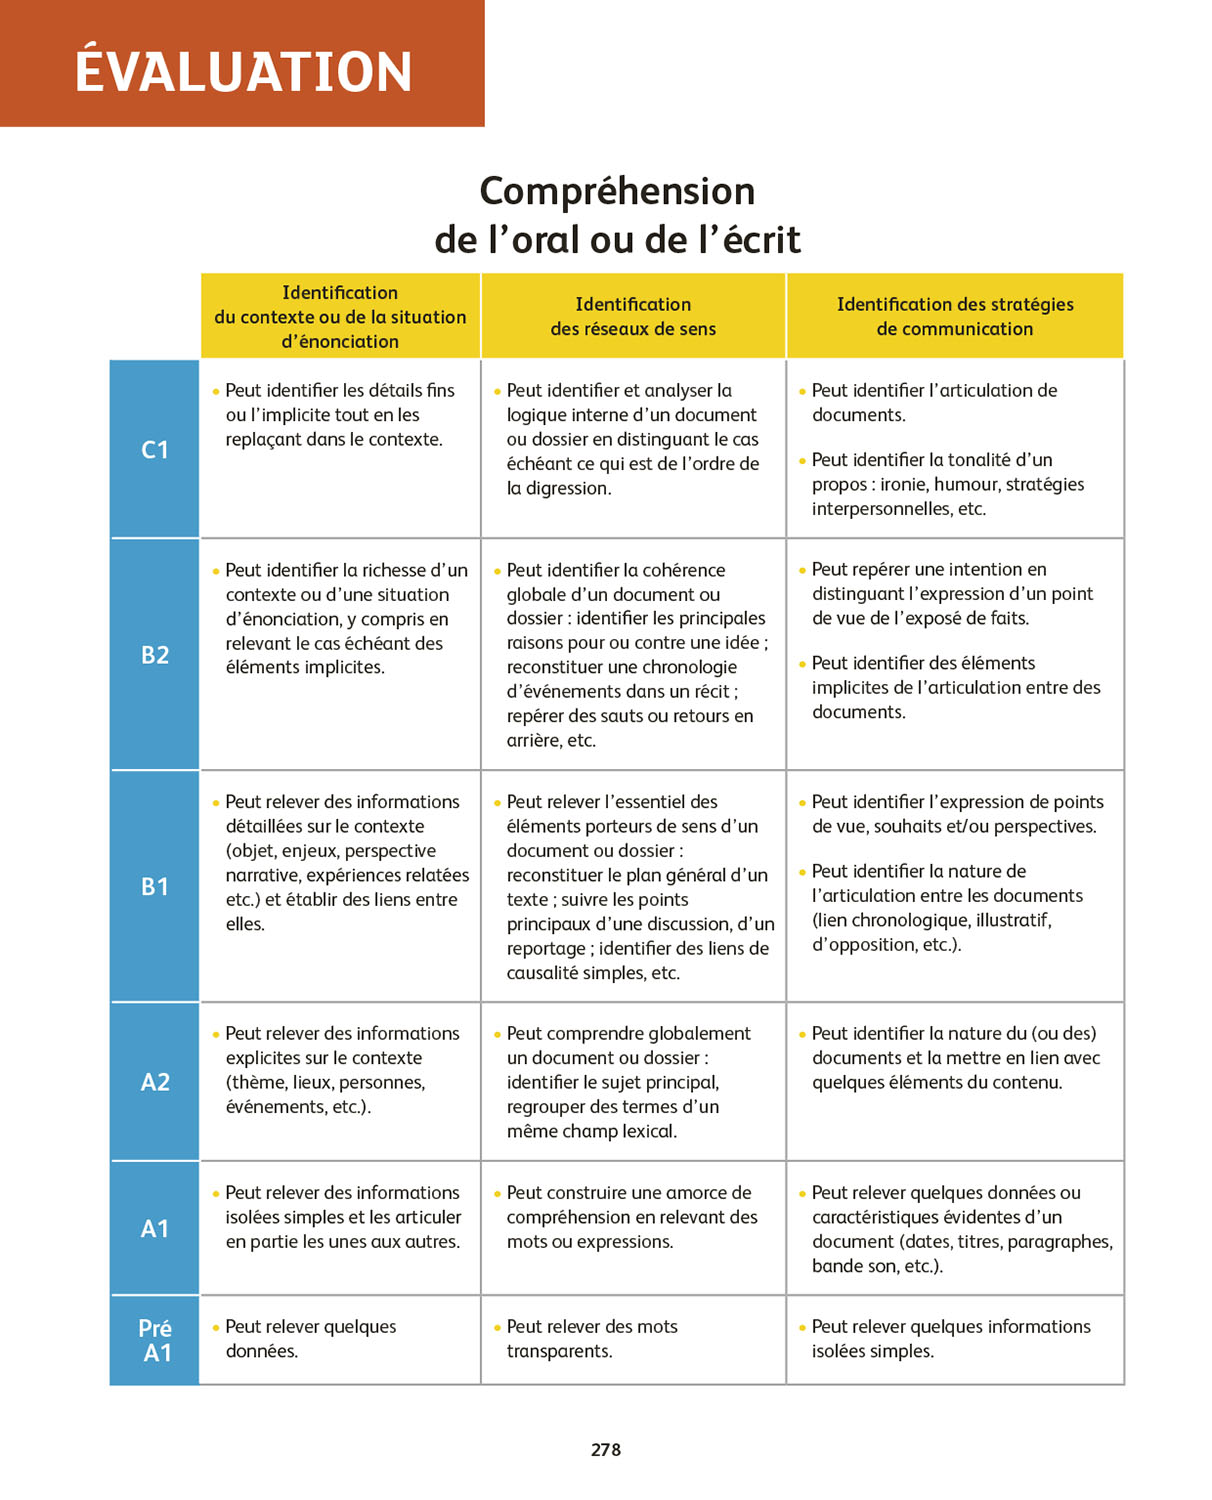 ÉVALUATION
Compréhension
de l’oral ou de l’écrit
Identification
du contexte ou de la situation
d’énonciation
Identification
des réseaux de sens
Identification des stratégies
de communication
C1
• Peut identifier les détails fins
ou l’implicite tout en les
replaçant dans le contexte.
• Peut identifier et analyser la
logique interne d’un document
ou dossier en distinguant le cas
échéant ce qui est de l’ordre de
la digression.
• Peut identifier l’articulation de
documents.
• Peut identifier la tonalité d’un
propos : ironie, humour, stratégies
interpersonnelles, etc.
B2
• Peut identifier la richesse d’un
contexte ou d’une situation
d’énonciation, y compris en
relevant le cas échéant des
éléments implicites.
• Peut identifier la cohérence
globale d’un document ou
dossier : identifier les principales
raisons pour ou contre une idée ;
reconstituer une chronologie
d’événements dans un récit ;
repérer des sauts ou retours en
arrière, etc.
• Peut repérer une intention en
distinguant l’expression d’un point
de vue de l’exposé de faits.
• Peut identifier des éléments
implicites de l’articulation entre des
documents.
B1
• Peut relever des informations
détaillées sur le contexte
(objet, enjeux, perspective
narrative, expériences relatées
etc.) et établir des liens entre
elles.
• Peut relever l’essentiel des
éléments porteurs de sens d’un
document ou dossier :
reconstituer le plan général d’un
texte ; suivre les points
principaux d’une discussion, d’un
reportage ; identifier des liens de
causalité simples, etc.
• Peut identifier l’expression de points
de vue, souhaits et/ou perspectives.
• Peut identifier la nature de
l’articulation entre les documents
(lien chronologique, illustratif,
d’opposition, etc.).
A2
• Peut relever des informations
explicites sur le contexte
(thème, lieux, personnes,
événements, etc.).
• Peut comprendre globalement
un document ou dossier :
identifier le sujet principal,
regrouper des termes d’un
même champ lexical.
• Peut identifier la nature du (ou des)
documents et la mettre en lien avec
quelques éléments du contenu.
A1
• Peut relever des informations
isolées simples et les articuler
en partie les unes aux autres.
• Peut construire une amorce de
compréhension en relevant des
mots ou expressions.
• Peut relever quelques données ou
caractéristiques évidentes d’un
document (dates, titres, paragraphes,
bande son, etc.).
Pré
A1
• Peut relever quelques
données.
• Peut relever des mots
transparents.
• Peut relever quelques informations
isolées simples.
278